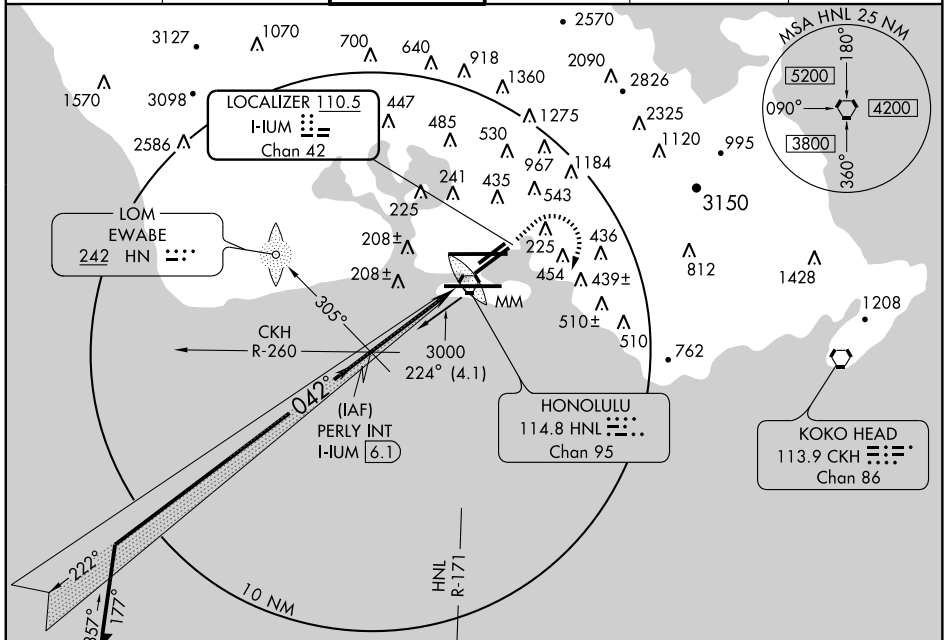 3127
1070
700
640
918
2570
1360
2090
2826
1570
3098
2325
1275
447
485
530
967
1184
1120
995
2586
241
435
543
225
3150
LOCALIZER 110.5
I-IUM
Chan 42
MSA HNL 25 NM
180°
5200
090°
4200
3800
360°
LOM
EWABE
242 HN
208±
208±
225
436
454
439±
510±
510
812
1428
1208
762
MM
305°
CKH
R-260
3000
224° (4.1)
042°
(IAF)
PERLY INT
I-IUM 6.1
HONOLULU
114.8 HNL
Chan 95
KOKO HEAD
113.9 CKH
Chan 86
222°
357°
177°
10 NM
HNL
R-171